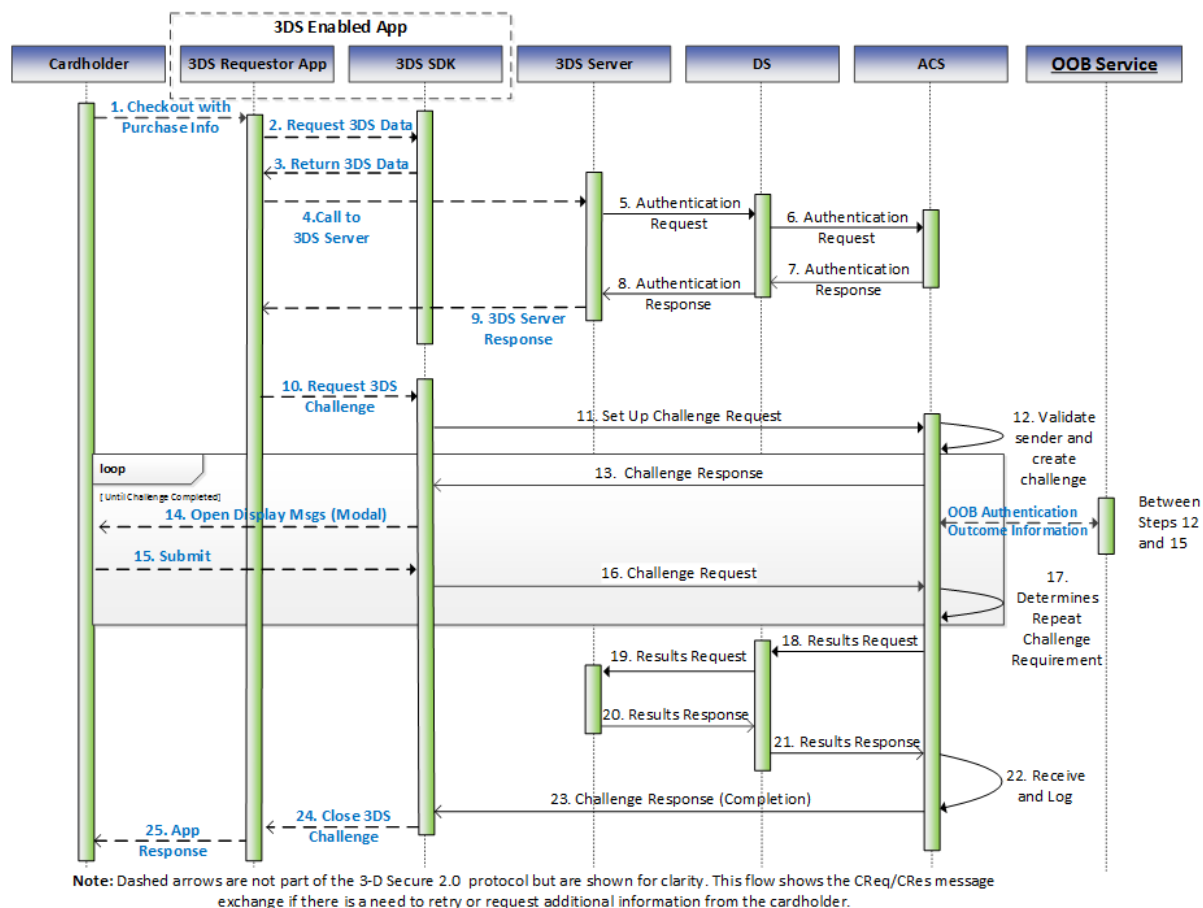 3DS Enabled App
Cardholder
3DS Requestor App
3DS SDK
3DS Server
DS
ACS
OOB Service
1. Checkout with
Purchase Info
2. Request 3DS Data
3. Return 3DS Data
4.Call to
3DS Server
5. Authentication
Request
6. Authentication
Request
7. Authentication
Response
8. Authentication
Response
9. 3DS Server
Response
10. Request 3DS
Challenge
11. Set Up Challenge Request
12. Validate
sender and
create
challenge
loop
[Until Challenge Completed]
13. Challenge Response
14. Open Display Msgs (Modal)
OOB Authentication
Outcome Information
Between
Steps 12
and 15
15. Submit
16. Challenge Request
17.
Determines
Repeat
Challenge
Requirement
18. Results Request
19. Results Request
20. Results Response
21. Results Response
22. Receive
and Log
23. Challenge Response (Completion)
24. Close 3DS
Challenge
25. App
Response
Note: Dashed arrows are not part of the 3-D Secure 2.0 protocol but are shown for clarity. This flow shows the CReq/CRes message
exchange if there is a need to retry or request additional information from the cardholder.